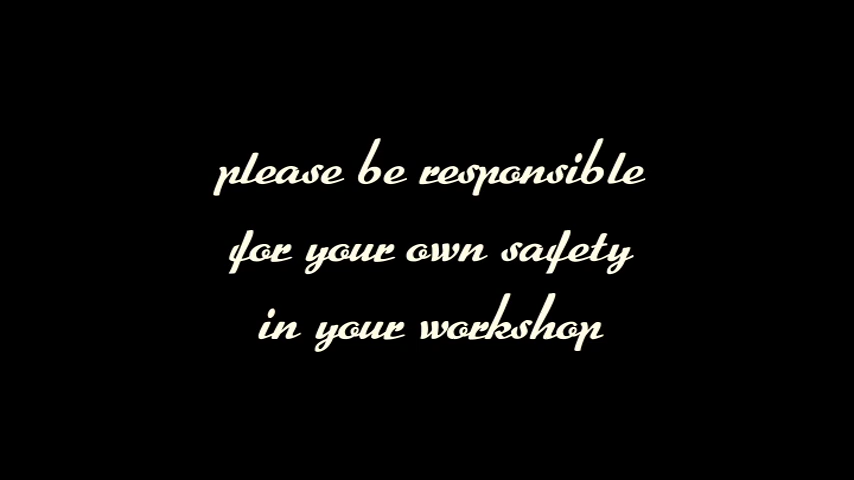 please be responsible
for your own safety
in your workshop